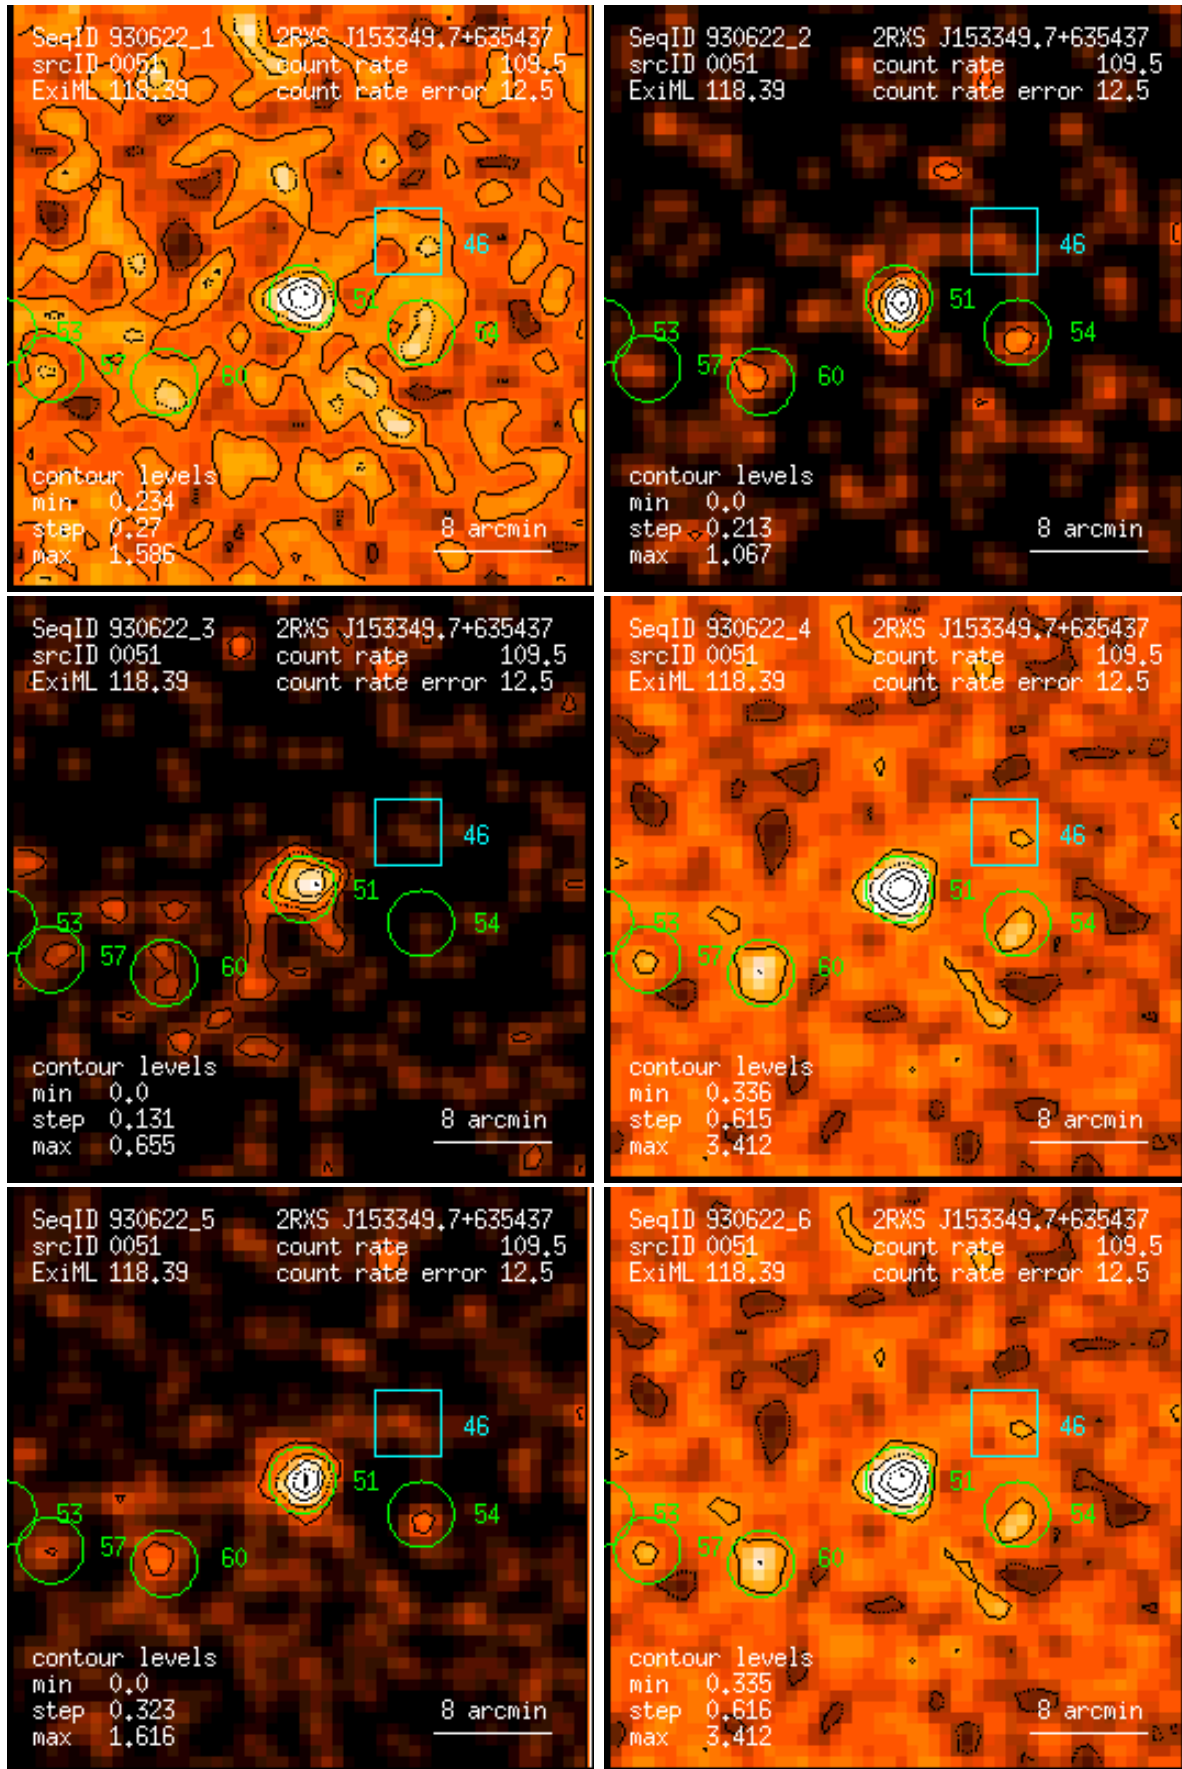 SeqID 930622_1 2RXS J153349.7+635437
srcID 0051 count rate 109.5
ExiML 118.39 count rate error 12.5
46
51
54
53
57
60
contour levels
min 0.234
step 0.27
max 1.586
8 arcmin
SeqID 930622_2 2RXS J153349.7+635437
srcID 0051 count rate 109.5
ExiML 118.39 count rate error 12.5
46
51
54
53
57
60
contour levels
min 0.0
step 0.213
max 1.067
8 arcmin
SeqID 930622_3 2RXS J153349.7+635437
srcID 0051 count rate 109.5
ExiML 118.39 count rate error 12.5
46
51
54
53
57
60
contour levels
min 0.0
step 0.131
max 0.655
8 arcmin
SeqID 930622_4 2RXS J153349.7+635437
srcID 0051 count rate 109.5
ExiML 118.39 count rate error 12.5
46
51
54
53
57
60
contour levels
min 0.336
step 0.615
max 3.412
8 arcmin
SeqID 930622_5 2RXS J153349.7+635437
srcID 0051 count rate 109.5
ExiML 118.39 count rate error 12.5
46
51
54
53
57
60
contour levels
min 0.0
step 0.323
max 1.616
8 arcmin
SeqID 930622_6 2RXS J153349.7+635437
srcID 0051 count rate 109.5
ExiML 118.39 count rate error 12.5
46
51
54
53
57
60
contour levels
min 0.335
step 0.616
max 3.412
8 arcmin